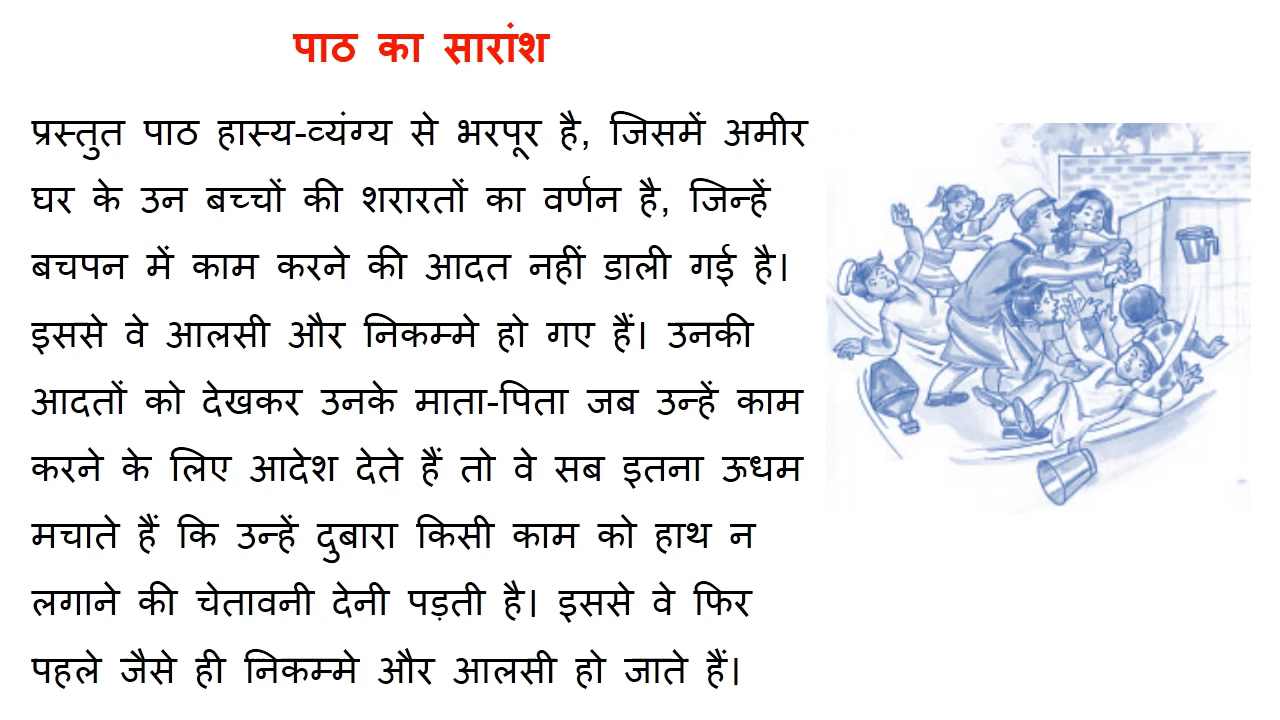 पाठ का सारांश
प्रस्तुत पाठ हास्य-व्यंग्य से भरपूर है, जिसमें अमीर
घर के उन बच्चों की शरारतों का वर्णन है, जिन्हें
बचपन में काम करने की आदत नहीं डाली गई है।
इससे वे आलसी और निकम्मे हो गए हैं। उनकी
आदतों को देखकर उनके माता-पिता जब उन्हें काम
करने के लिए आदेश देते हैं तो वे सब इतना ऊधम
मचाते हैं कि उन्हें दुबारा किसी काम को हाथ न
लगाने की चेतावनी देनी पड़ती है। इससे वे फिर
पहले जैसे ही निकम्मे और आलसी हो जाते हैं।